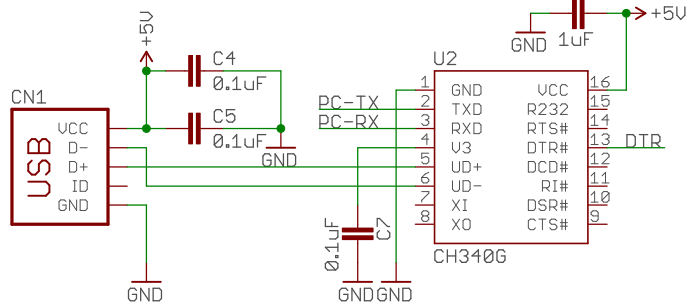 +5V
+5V
GND
1uF
C4
0.1uF
C5
0.1uF
GND
CN1
USB
VCC
D-
D+
ID
GND
GND
U2
PC-TX
PC-RX
1 GND VCC 16
2 TXD R232 15
3 RXD RTS# 14
4 V3 DTR# 13 DTR
5 UD+ DCD# 12
6 UD- RI# 11
7 XI DSR# 10
8 XO CTS# 9
CH340G
0.1uF
C7
GND GND